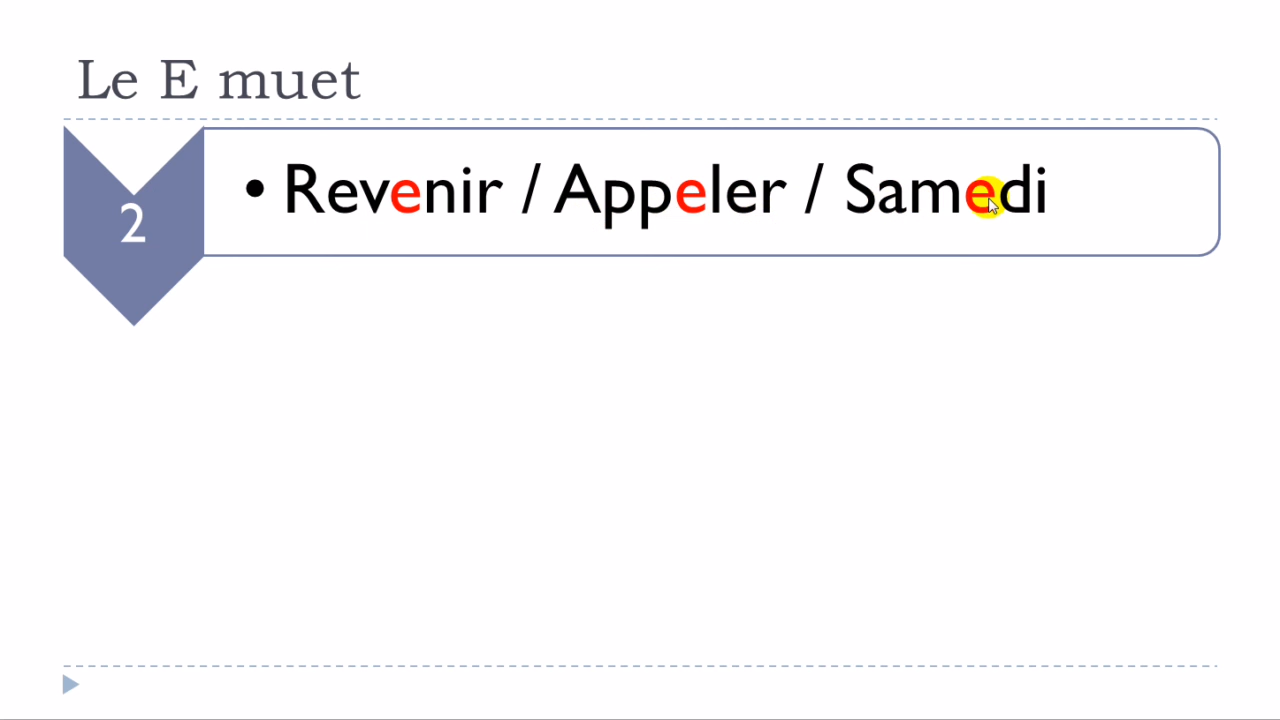 Le E muet
2
• Revenir / Appeler / Samedi